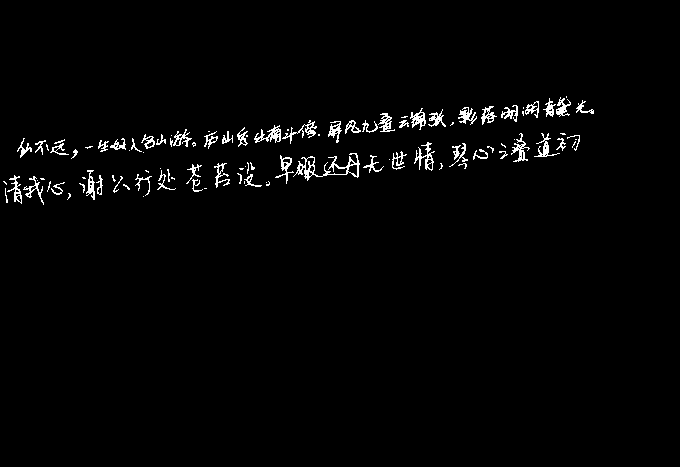 仙不远，一生好入名山游。庐山秀出南斗傍.屏风九叠云锦张，影落明湖青黛光。
清我心，谢公行处苍苔没。早服还丹无世情，琴心三叠道初